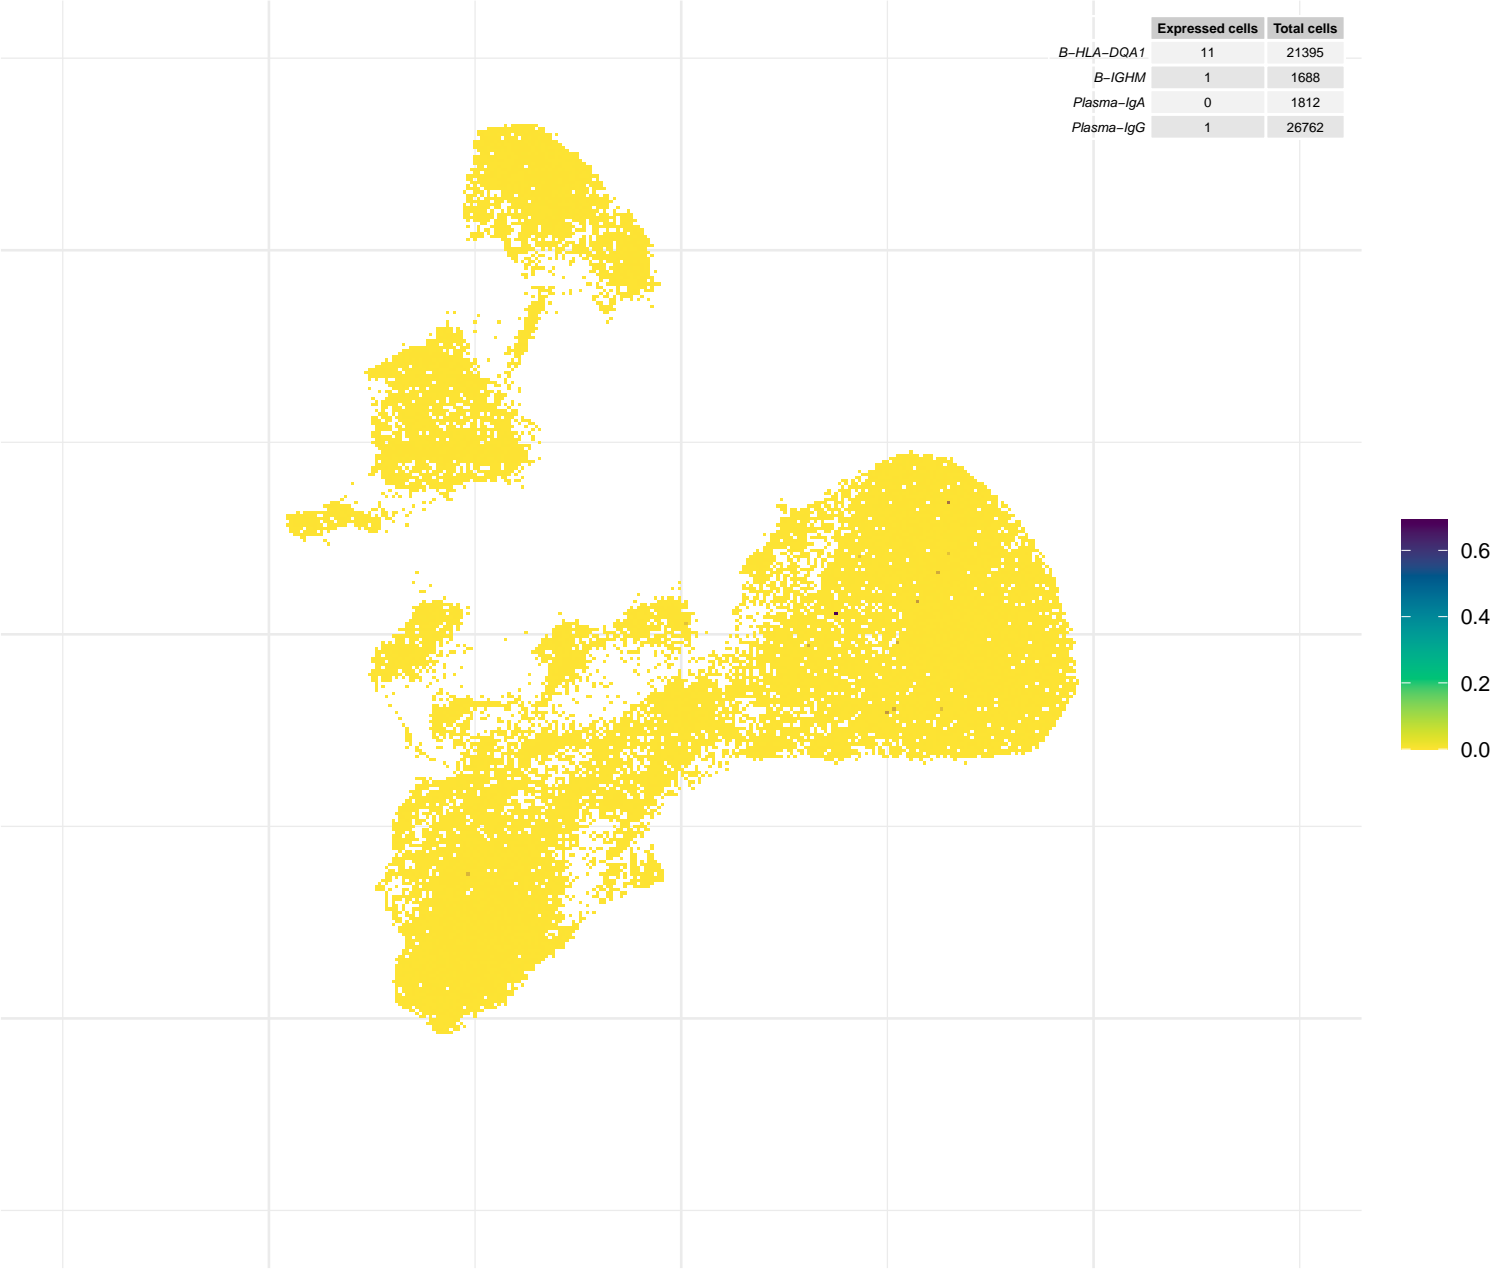 Expressed cells Total cells
B−HLA−DQA1 11 21395
B−IGHM 1 1688
Plasma−IgA 0 1812
Plasma−IgG 1 26762
0.6
0.4
0.2
0.0